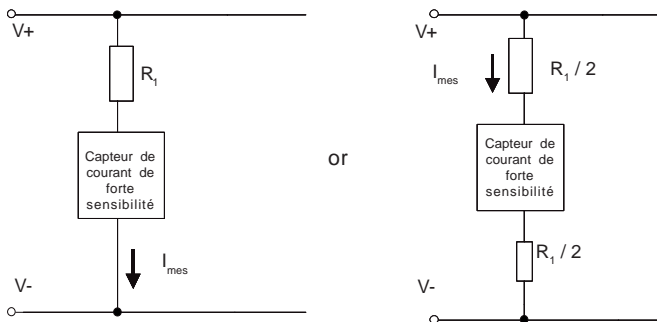 V+
R₁
Capteur de
courant de
forte
sensibilité
Imes
V-
or
V+
Imes
R₁ / 2
Capteur de
courant de
forte
sensibilité
R₁ / 2
V-